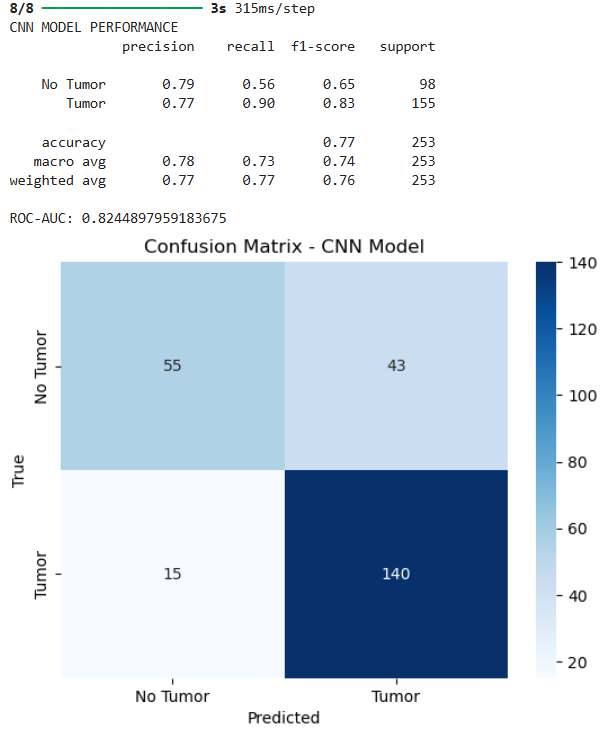 8/8 ━━━━━━━━━━━━━━━━━━━━ 3s 315ms/step
CNN MODEL PERFORMANCE
              precision    recall  f1-score   support

    No Tumor       0.79      0.56      0.65        98
       Tumor       0.77      0.90      0.83       155

    accuracy                           0.77       253
   macro avg       0.78      0.73      0.74       253
weighted avg       0.77      0.77      0.76       253

ROC-AUC: 0.8244897959183675
Confusion Matrix - CNN Model
140
120
100
80
60
40
20
True
No Tumor
55 43
Tumor
15 140
No Tumor Tumor
Predicted